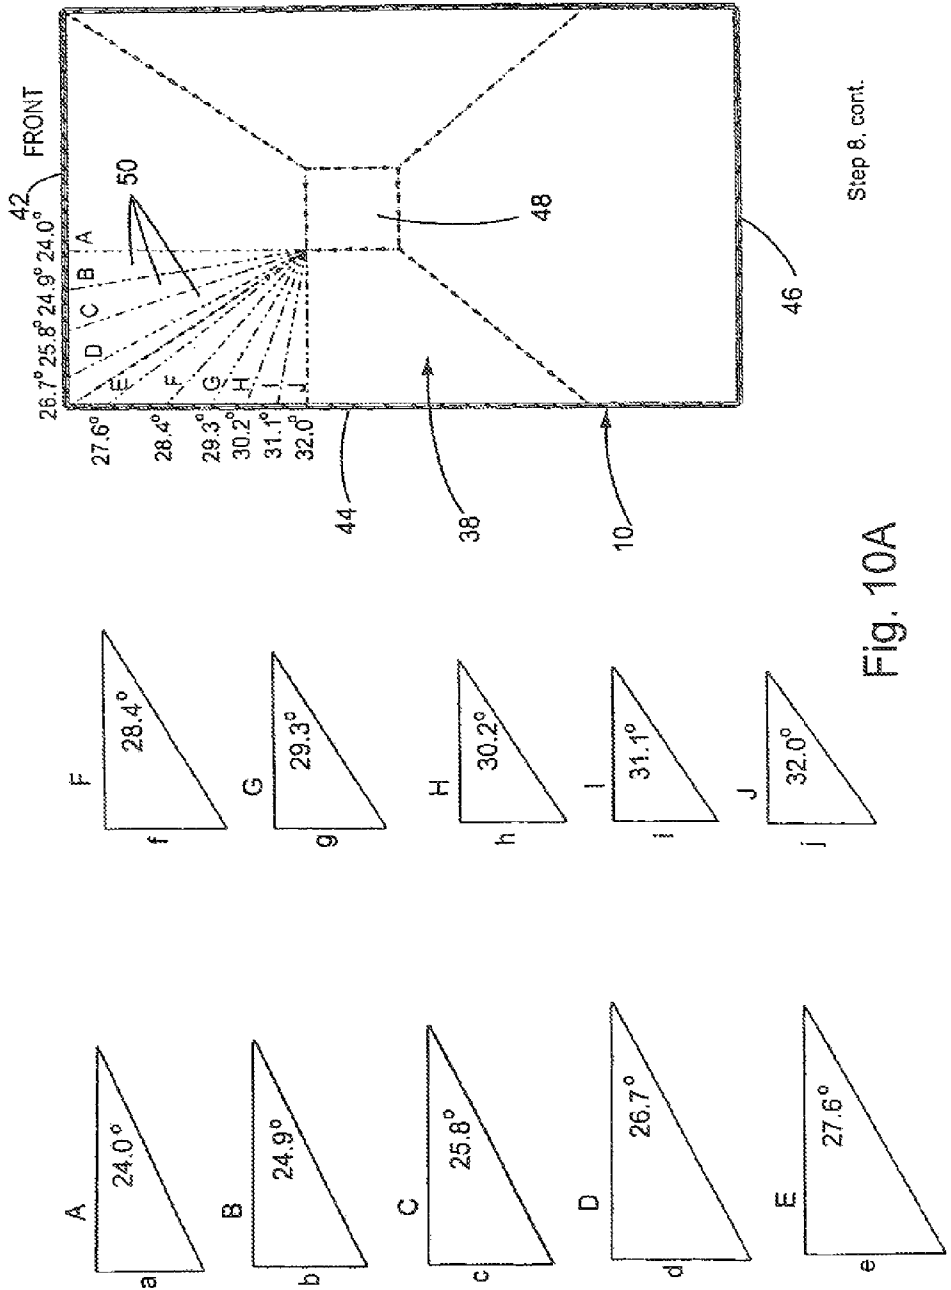 A
24.0°
a
B
24.9°
b
C
25.8°
c
D
26.7°
d
E
27.6°
e
F
28.4°
f
G
29.3°
g
H
30.2°
h
I
31.1°
i
J
32.0°
j
42
FRONT
26.7° 25.8° 24.9° 24.0°
A
B
C
D
E
F
G
H
I
J
50
27.6°
28.4°
29.3°
30.2°
31.1°
32.0°
44
38
10
48
46
Step 8, cont.
Fig. 10A